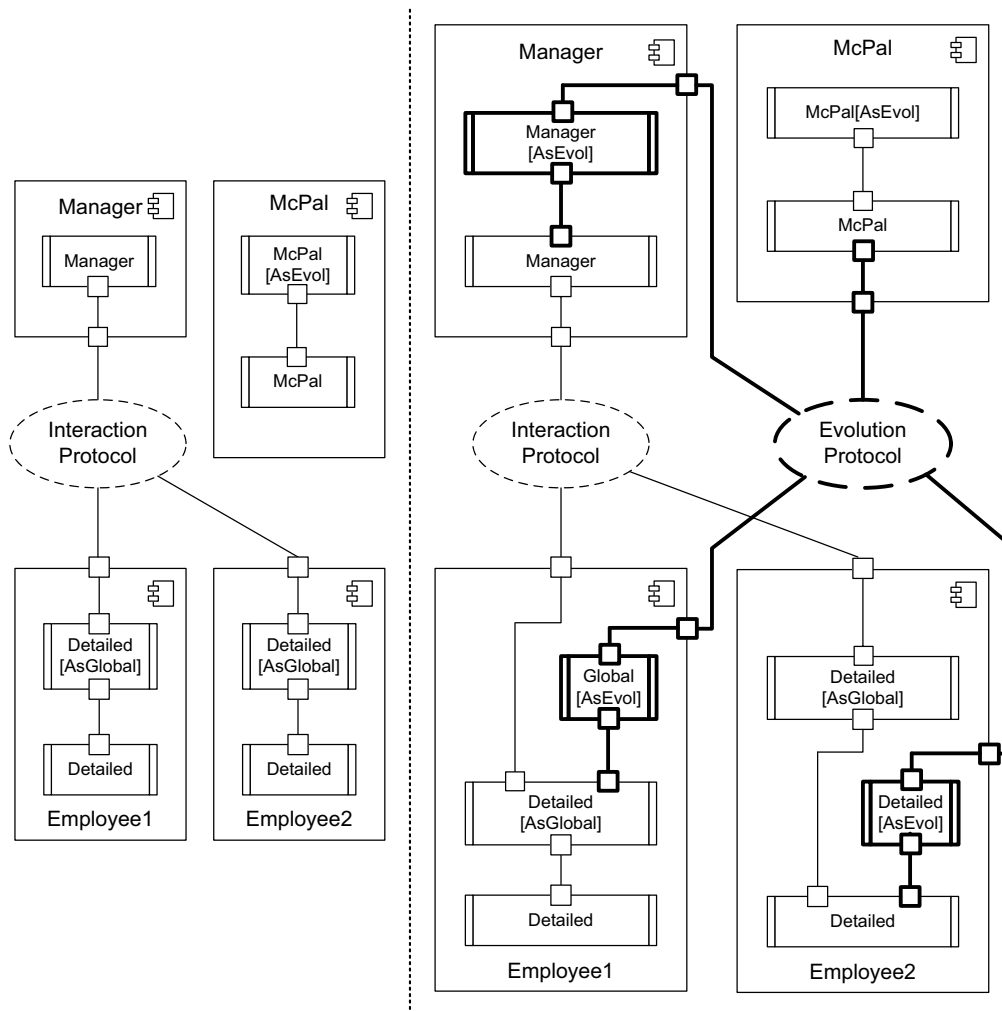 Manager
Manager
McPal
McPal
[AsEvol]
McPal
Interaction
Protocol
Detailed
[AsGlobal]
Detailed
Employee1
Detailed
[AsGlobal]
Detailed
Employee2
Manager
Manager
[AsEvol]
Manager
McPal
McPal[AsEvol]
McPal
Interaction
Protocol
Evolution
Protocol
Global
[AsEvol]
Detailed
[AsGlobal]
Detailed
Employee1
Detailed
[AsGlobal]
Detailed
[AsEvol]
Detailed
Employee2